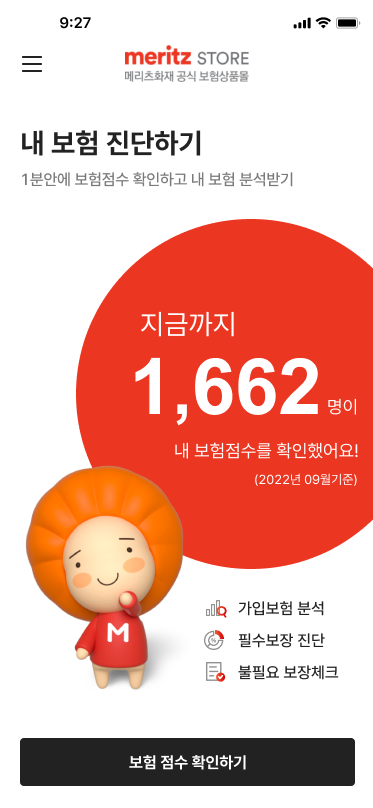 9:27
meritz STORE
메리츠화재 공식 보험상품몰
내 보험 진단하기
1분안에 보험점수 확인하고 내 보험 분석받기
지금까지
1,662 명이
내 보험점수를 확인했어요!
(2022년 09월기준)
M
가입보험 분석
%
필수보장 진단
불필요 보장체크
보험 점수 확인하기